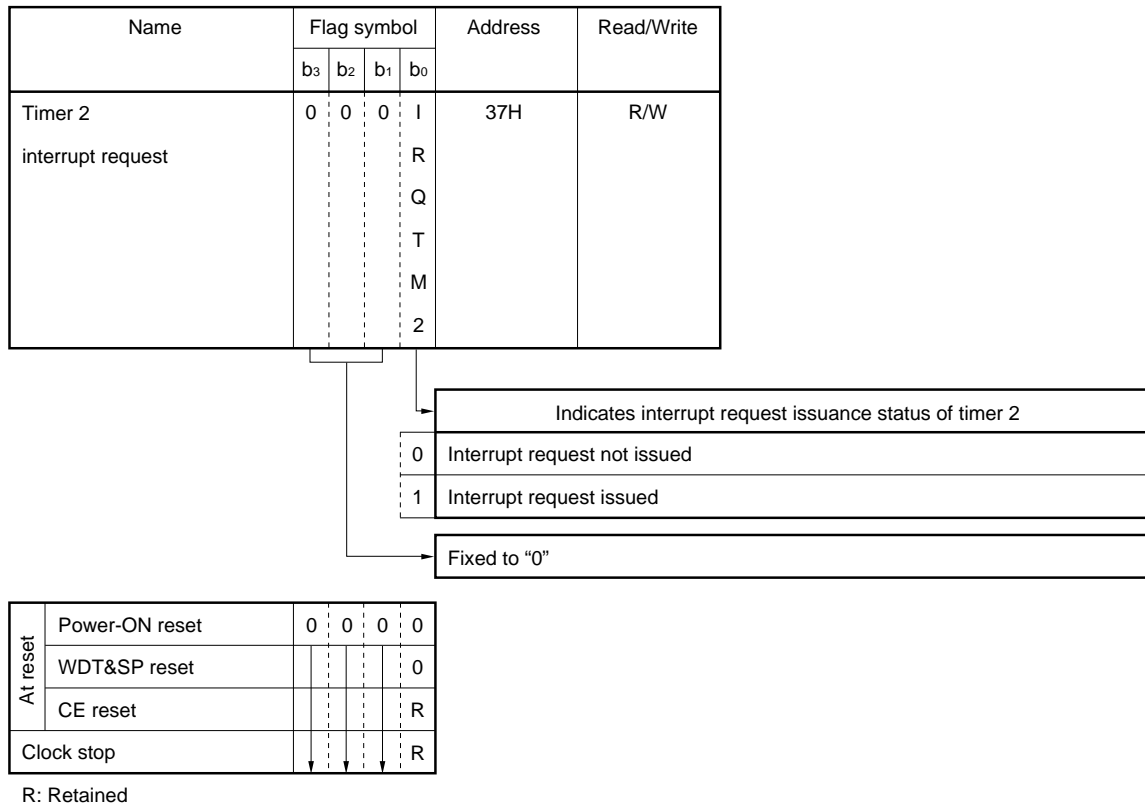 Name Flag symbol Address Read/Write
b3 b2 b1 b0
Timer 2 0 0 0 I 37H R/W
interrupt request R
Q
T
M
2
Indicates interrupt request issuance status of timer 2
0 Interrupt request not issued
1 Interrupt request issued
Fixed to “0”
At reset
Power-ON reset 0 0 0 0
WDT&SP reset 0
CE reset R
Clock stop R
R: Retained